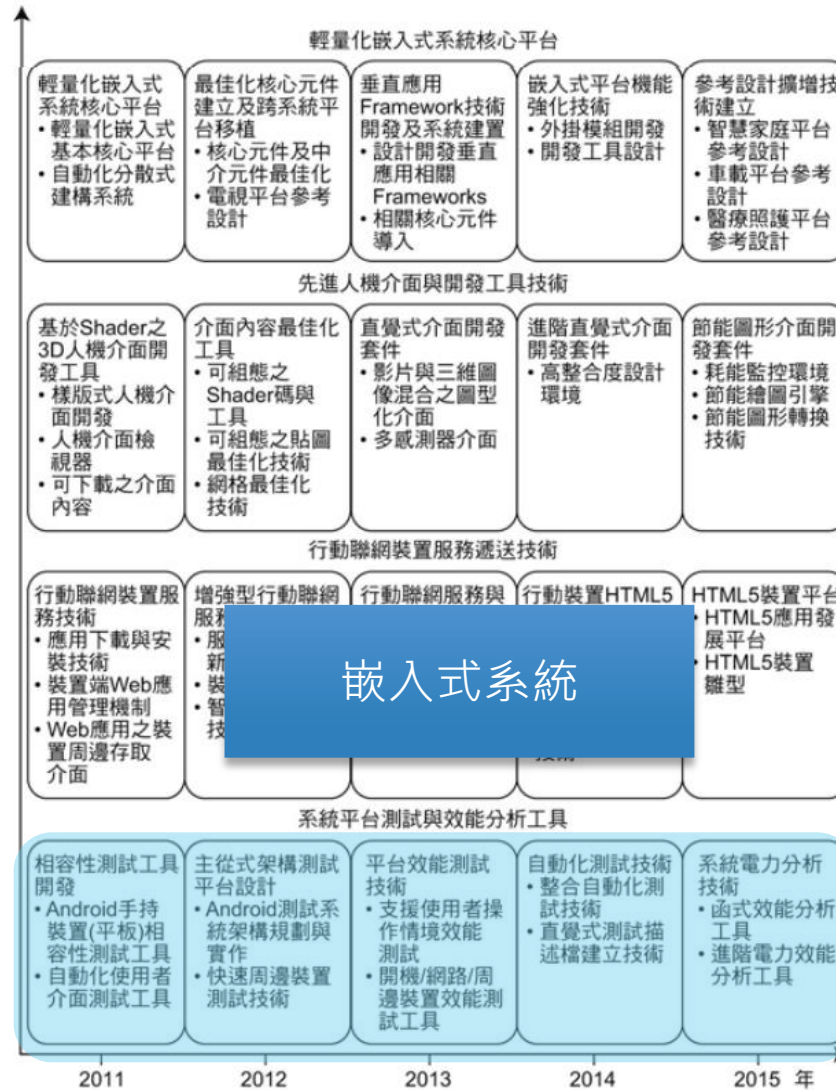 輕量化嵌入式系統核心平台
輕量化嵌入式
系統核心平台
• 輕量化嵌入式
基本核心平台
• 自動化分散式
建構系統
最佳化核心元件
建立及跨系統平
台移植
• 核心元件及中
介元件最佳化
• 電視平台參考
設計
垂直應用
Framework技術
開發及系統建置
• 設計開發垂直
應用相關
Frameworks
• 相關核心元件
導入
嵌入式平台機能
強化技術
• 外掛模組開發
• 開發工具設計
參考設計擴增技
術建立
• 智慧家庭平台
參考設計
• 車載平台參考
設計
• 醫療照護平台
參考設計
先進人機介面與開發工具技術
基於Shader之
3D人機介面開
發工具
• 樣版式人機介
面開發
• 人機介面檢
視器
• 可下載之介面
內容
介面內容最佳化
工具
• 可組態之
Shader碼與
工具
• 可組態之貼圖
最佳化技術
• 網格最佳化
技術
直覺式介面開發
套件
• 影片與三維圖
像混合之圖型
化介面
• 多感測器介面
進階直覺式介面
開發套件
• 高整合度設計
環境
節能圖形介面開
發套件
• 耗能監控環境
• 節能繪圖引擎
• 節能圖形轉換
技術
行動聯網裝置服務遞送技術
行動聯網裝置服
務技術
• 應用下載與安
裝技術
• 裝置端Web應
用管理機制
• Web應用之裝
置周邊存取
介面
增強型行動聯網
服
• 服
新
• 裝
• 智
技
行動聯網服務與
行動裝置HTML5
嵌入式系統
HTML5裝置平台
• HTML5應用發
展平台
• HTML5裝置
雛型
系統平台測試與效能分析工具
相容性測試工具
開發
• Android手持
裝置(平板)相
容性測試工具
• 自動化使用者
介面測試工具
主從式架構測試
平台設計
• Android測試系
統架構規劃與
實作
• 快速周邊裝置
測試技術
平台效能測試
技術
• 支援使用者操
作情境效能
測試
• 開機/網路/周
邊裝置效能測
試工具
自動化測試技術
• 整合自動化測
試技術
• 直覺式測試描
述檔建立技術
系統電力分析
技術
• 函式效能分析
工具
• 進階電力效能
分析工具
2011 2012 2013 2014 2015 年